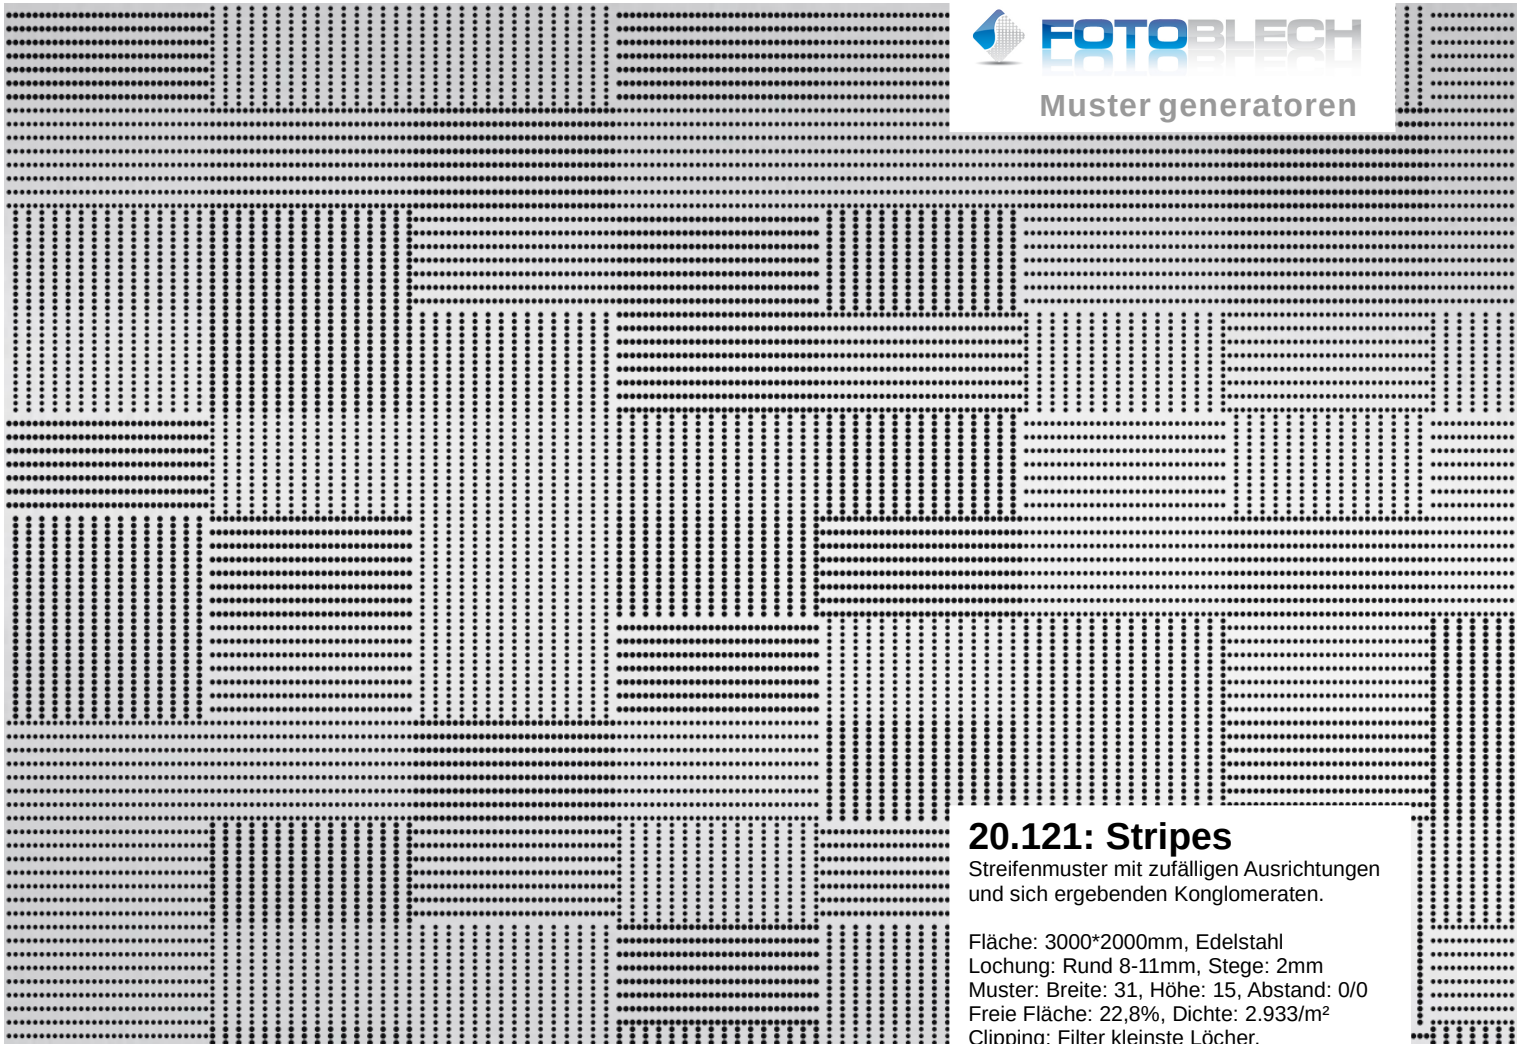 FOTOBLECH
Muster generatoren
20.121: Stripes
Streifenmuster mit zufälligen Ausrichtungen
und sich ergebenden Konglomeraten.
Fläche: 3000*2000mm, Edelstahl
Lochung: Rund 8-11mm, Stege: 2mm
Muster: Breite: 31, Höhe: 15, Abstand: 0/0
Freie Fläche: 22,8%, Dichte: 2.933/m²
Clipping: Filter kleinste Löcher.